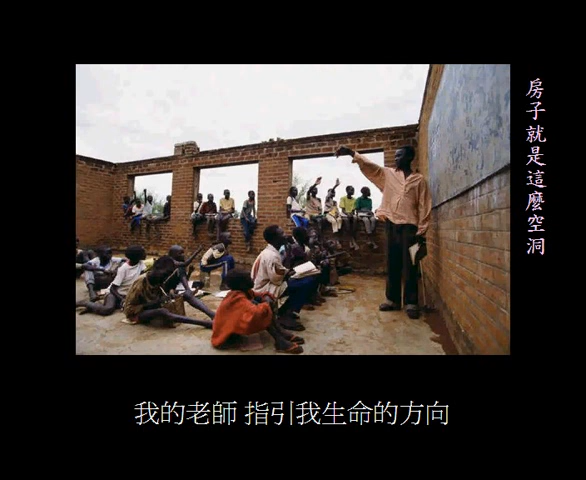 房子就是這麼空洞
我的老師 指引我生命的方向